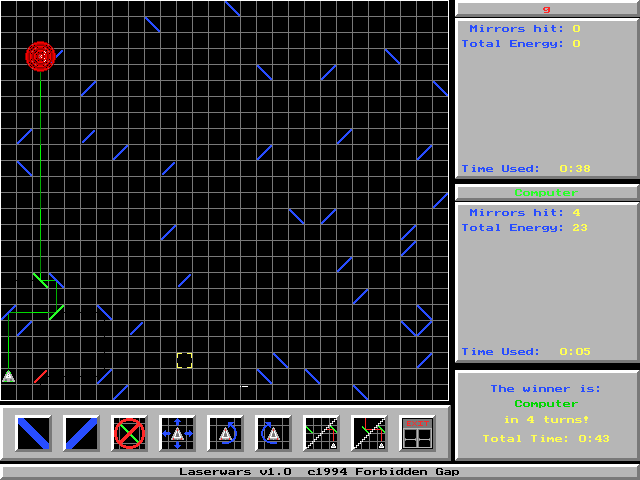 g
Mirrors hit: 0
Total Energy: 0
Time Used: 0:38
Computer
Mirrors hit: 4
Total Energy: 23
Time Used: 0:05
The winner is:
Computer
in 4 turns!
Total Time: 0:43
Laserwars v1.0 c1994 Forbidden Gap